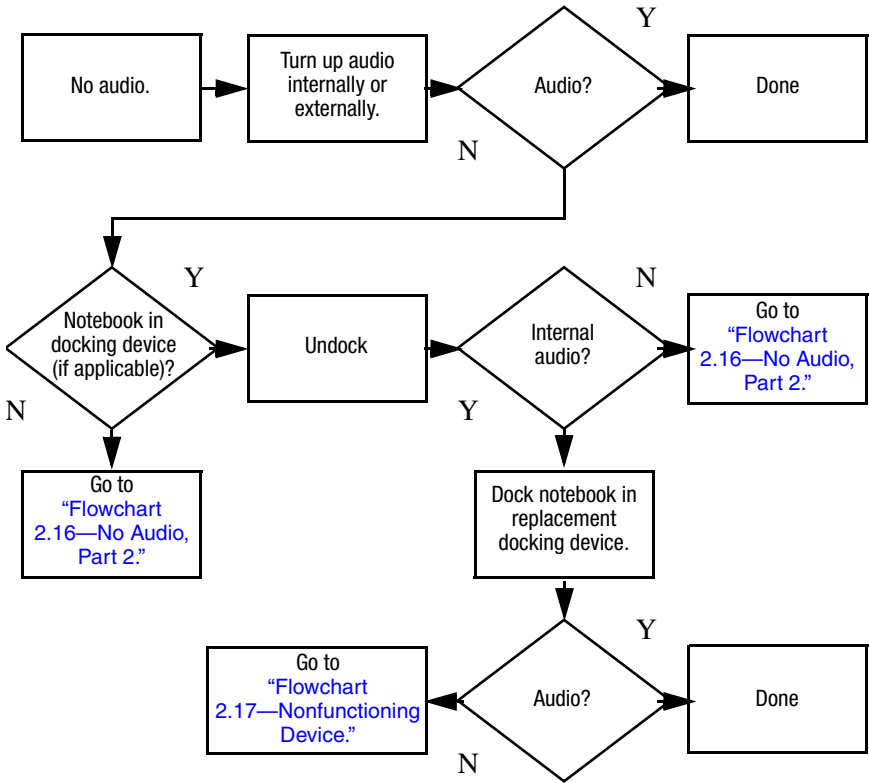 Y
No audio.
Turn up audio
internally or
externally.
Audio?
Done
N
Y
N
Notebook in
docking device
(if applicable)?
Undock
Internal
audio?
Go to
“Flowchart
2.16—No Audio,
Part 2.”
N
Y
Go to
“Flowchart
2.16—No Audio,
Part 2.”
Dock notebook in
replacement
docking device.
Y
Go to
“Flowchart
2.17—Nonfunctioning
Device.”
Audio?
Done
N